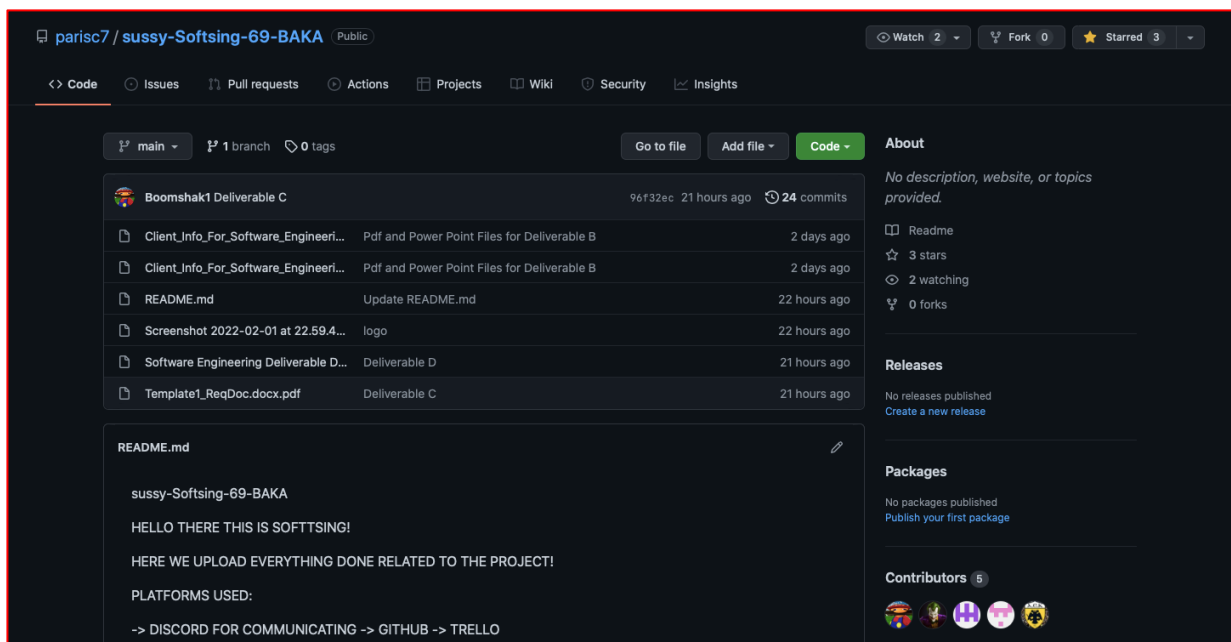 parisc7 / sussy-Softsing-69-BAKA Public
Watch 2 Fork 0 Starred 3
<> Code Issues Pull requests Actions Projects Wiki Security Insights
main 1 branch 0 tags Go to file Add file Code
Boomshak1 Deliverable C 96f32ec 21 hours ago 24 commits
Client_Info_For_Software_Engineeri... Pdf and Power Point Files for Deliverable B 2 days ago
Client_Info_For_Software_Engineeri... Pdf and Power Point Files for Deliverable B 2 days ago
README.md Update README.md 22 hours ago
Screenshot 2022-02-01 at 22.59.4... logo 22 hours ago
Software Engineering Deliverable D... Deliverable D 21 hours ago
Template1_ReqDoc.docx.pdf Deliverable C 21 hours ago
README.md
sussy-Softsing-69-BAKA
HELLO THERE THIS IS SOFTTSING!
HERE WE UPLOAD EVERYTHING DONE RELATED TO THE PROJECT!
PLATFORMS USED:
-> DISCORD FOR COMMUNICATING -> GITHUB -> TRELLO
About
No description, website, or topics
provided.
Readme
3 stars
2 watching
0 forks
Releases
No releases published
Create a new release
Packages
No packages published
Publish your first package
Contributors 5